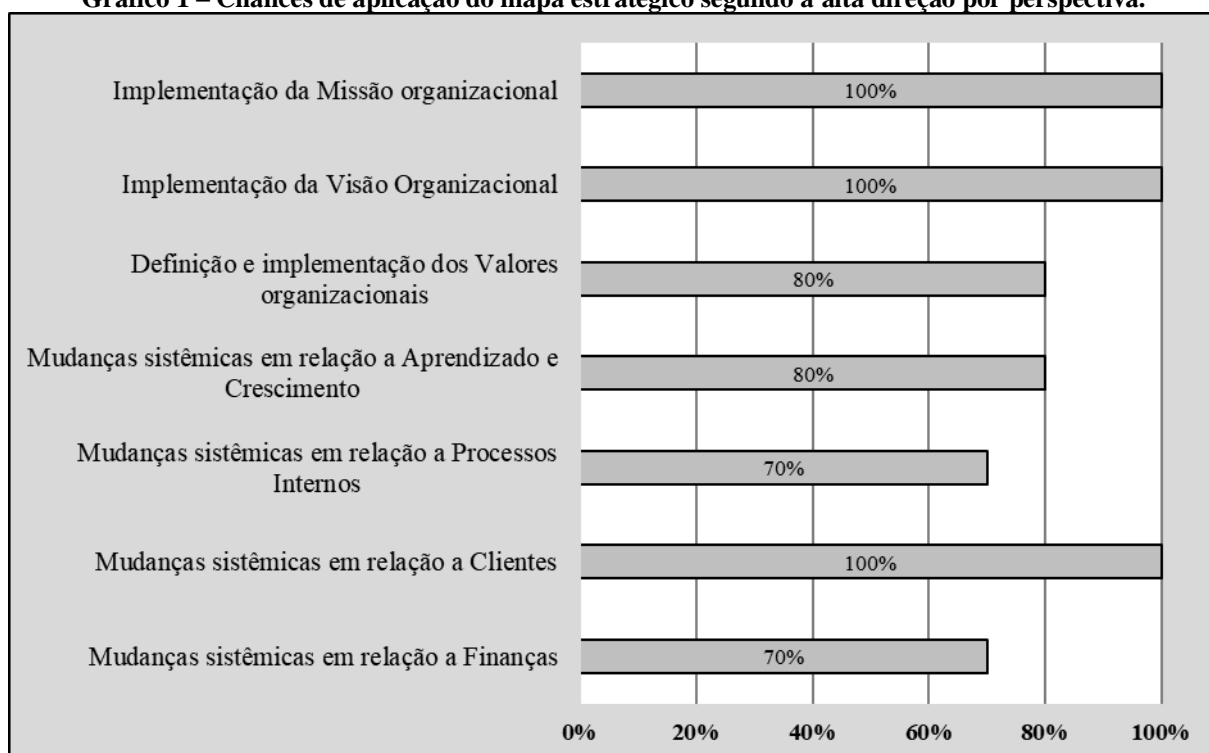 Gráfico 1 – Chances de aplicação do mapa estratégico segundo a alta direção por perspectiva.
Implementação da Missão organizacional
100%
Implementação da Visão Organizacional
100%
Definição e implementação dos Valores
organizacionais
80%
Mudanças sistêmicas em relação a Aprendizado e
Crescimento
80%
Mudanças sistêmicas em relação a Processos
Internos
70%
Mudanças sistêmicas em relação a Clientes
100%
Mudanças sistêmicas em relação a Finanças
70%
0% 20% 40% 60% 80% 100%